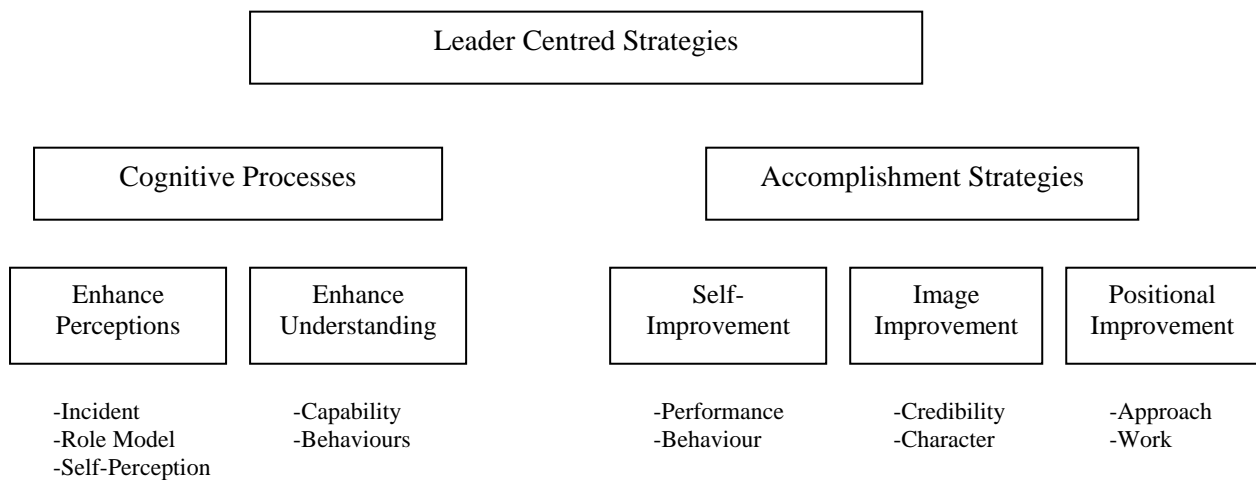 Leader Centred Strategies
Cognitive Processes
Accomplishment Strategies
Enhance
Perceptions
Enhance
Understanding
Self-
Improvement
Image
Improvement
Positional
Improvement
-Incident
-Role Model
-Self-Perception
-Capability
-Behaviours
-Performance
-Behaviour
-Credibility
-Character
-Approach
-Work